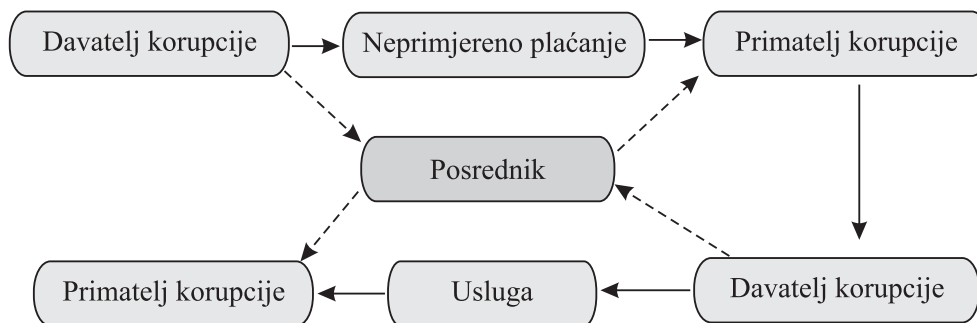 Davatelj korupcije
Neprimjereno plaćanje
Primatelj korupcije
Posrednik
Primatelj korupcije
Usluga
Davatelj korupcije